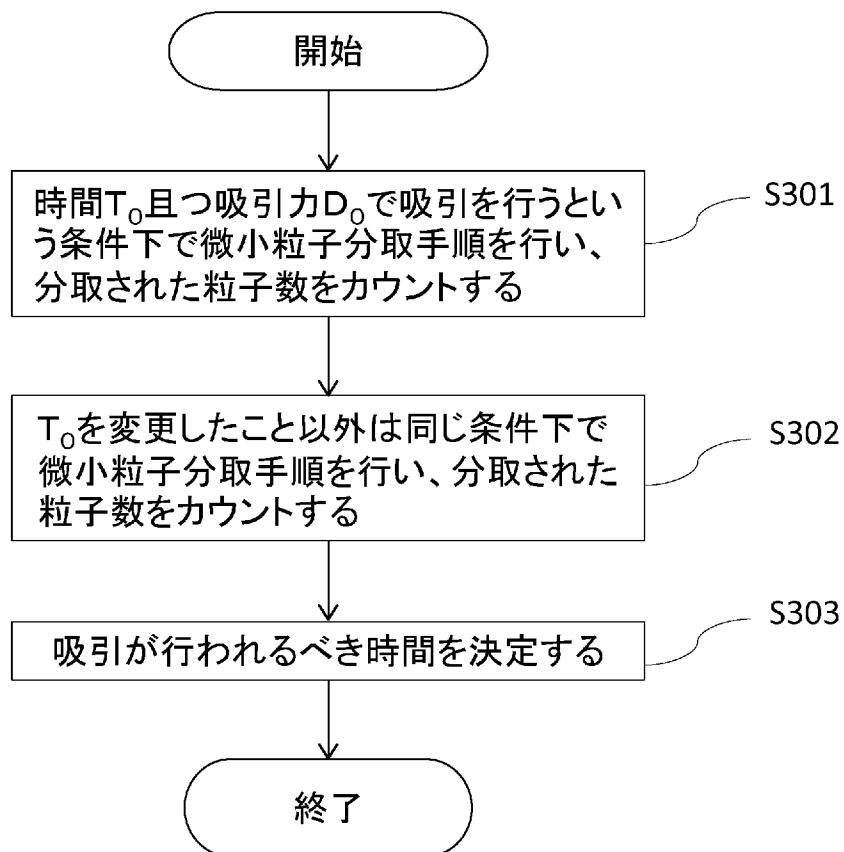 開始
時間T₀且つ吸引力D₀で吸引を行うとい
う条件下で微小粒子分取手順を行い、
分取された粒子数をカウントする
S301
T₀を変更したこと以外は同じ条件下で
微小粒子分取手順を行い、分取された
粒子数をカウントする
S302
吸引が行われるべき時間を決定する
S303
終了